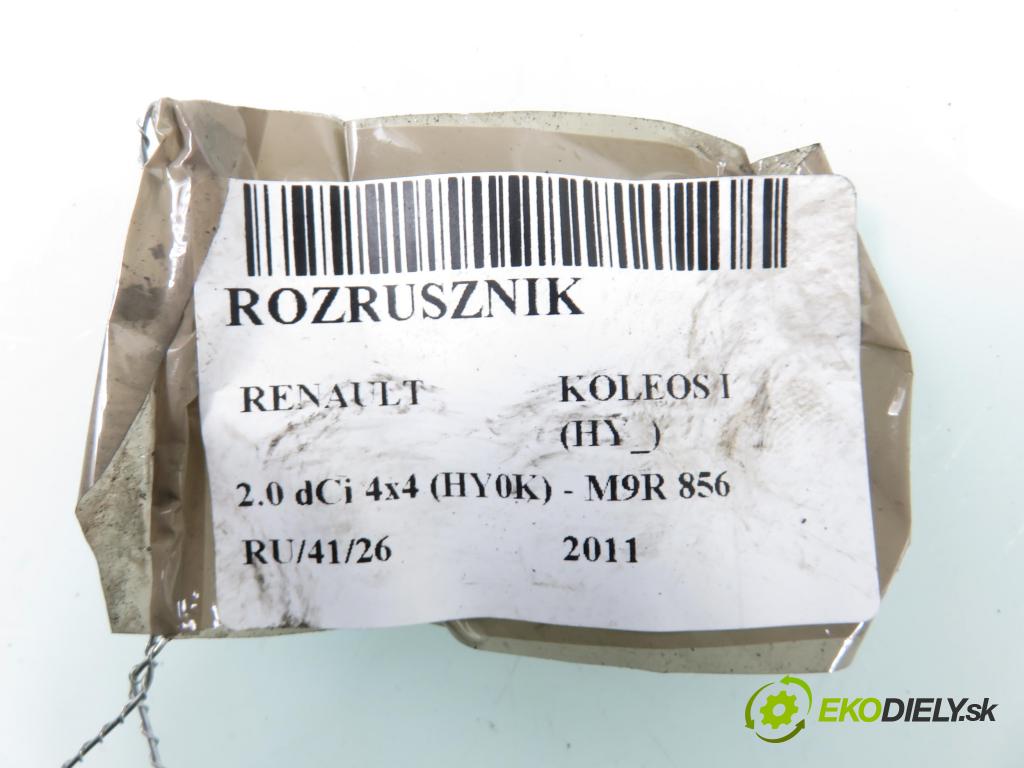 ROZRUSZNIK
RENAULT KOLEOS I
(HY_)
2.0 dCi 4x4 (HY0K) - M9R 856
RU/41/26 2011
EKODIELY.sk